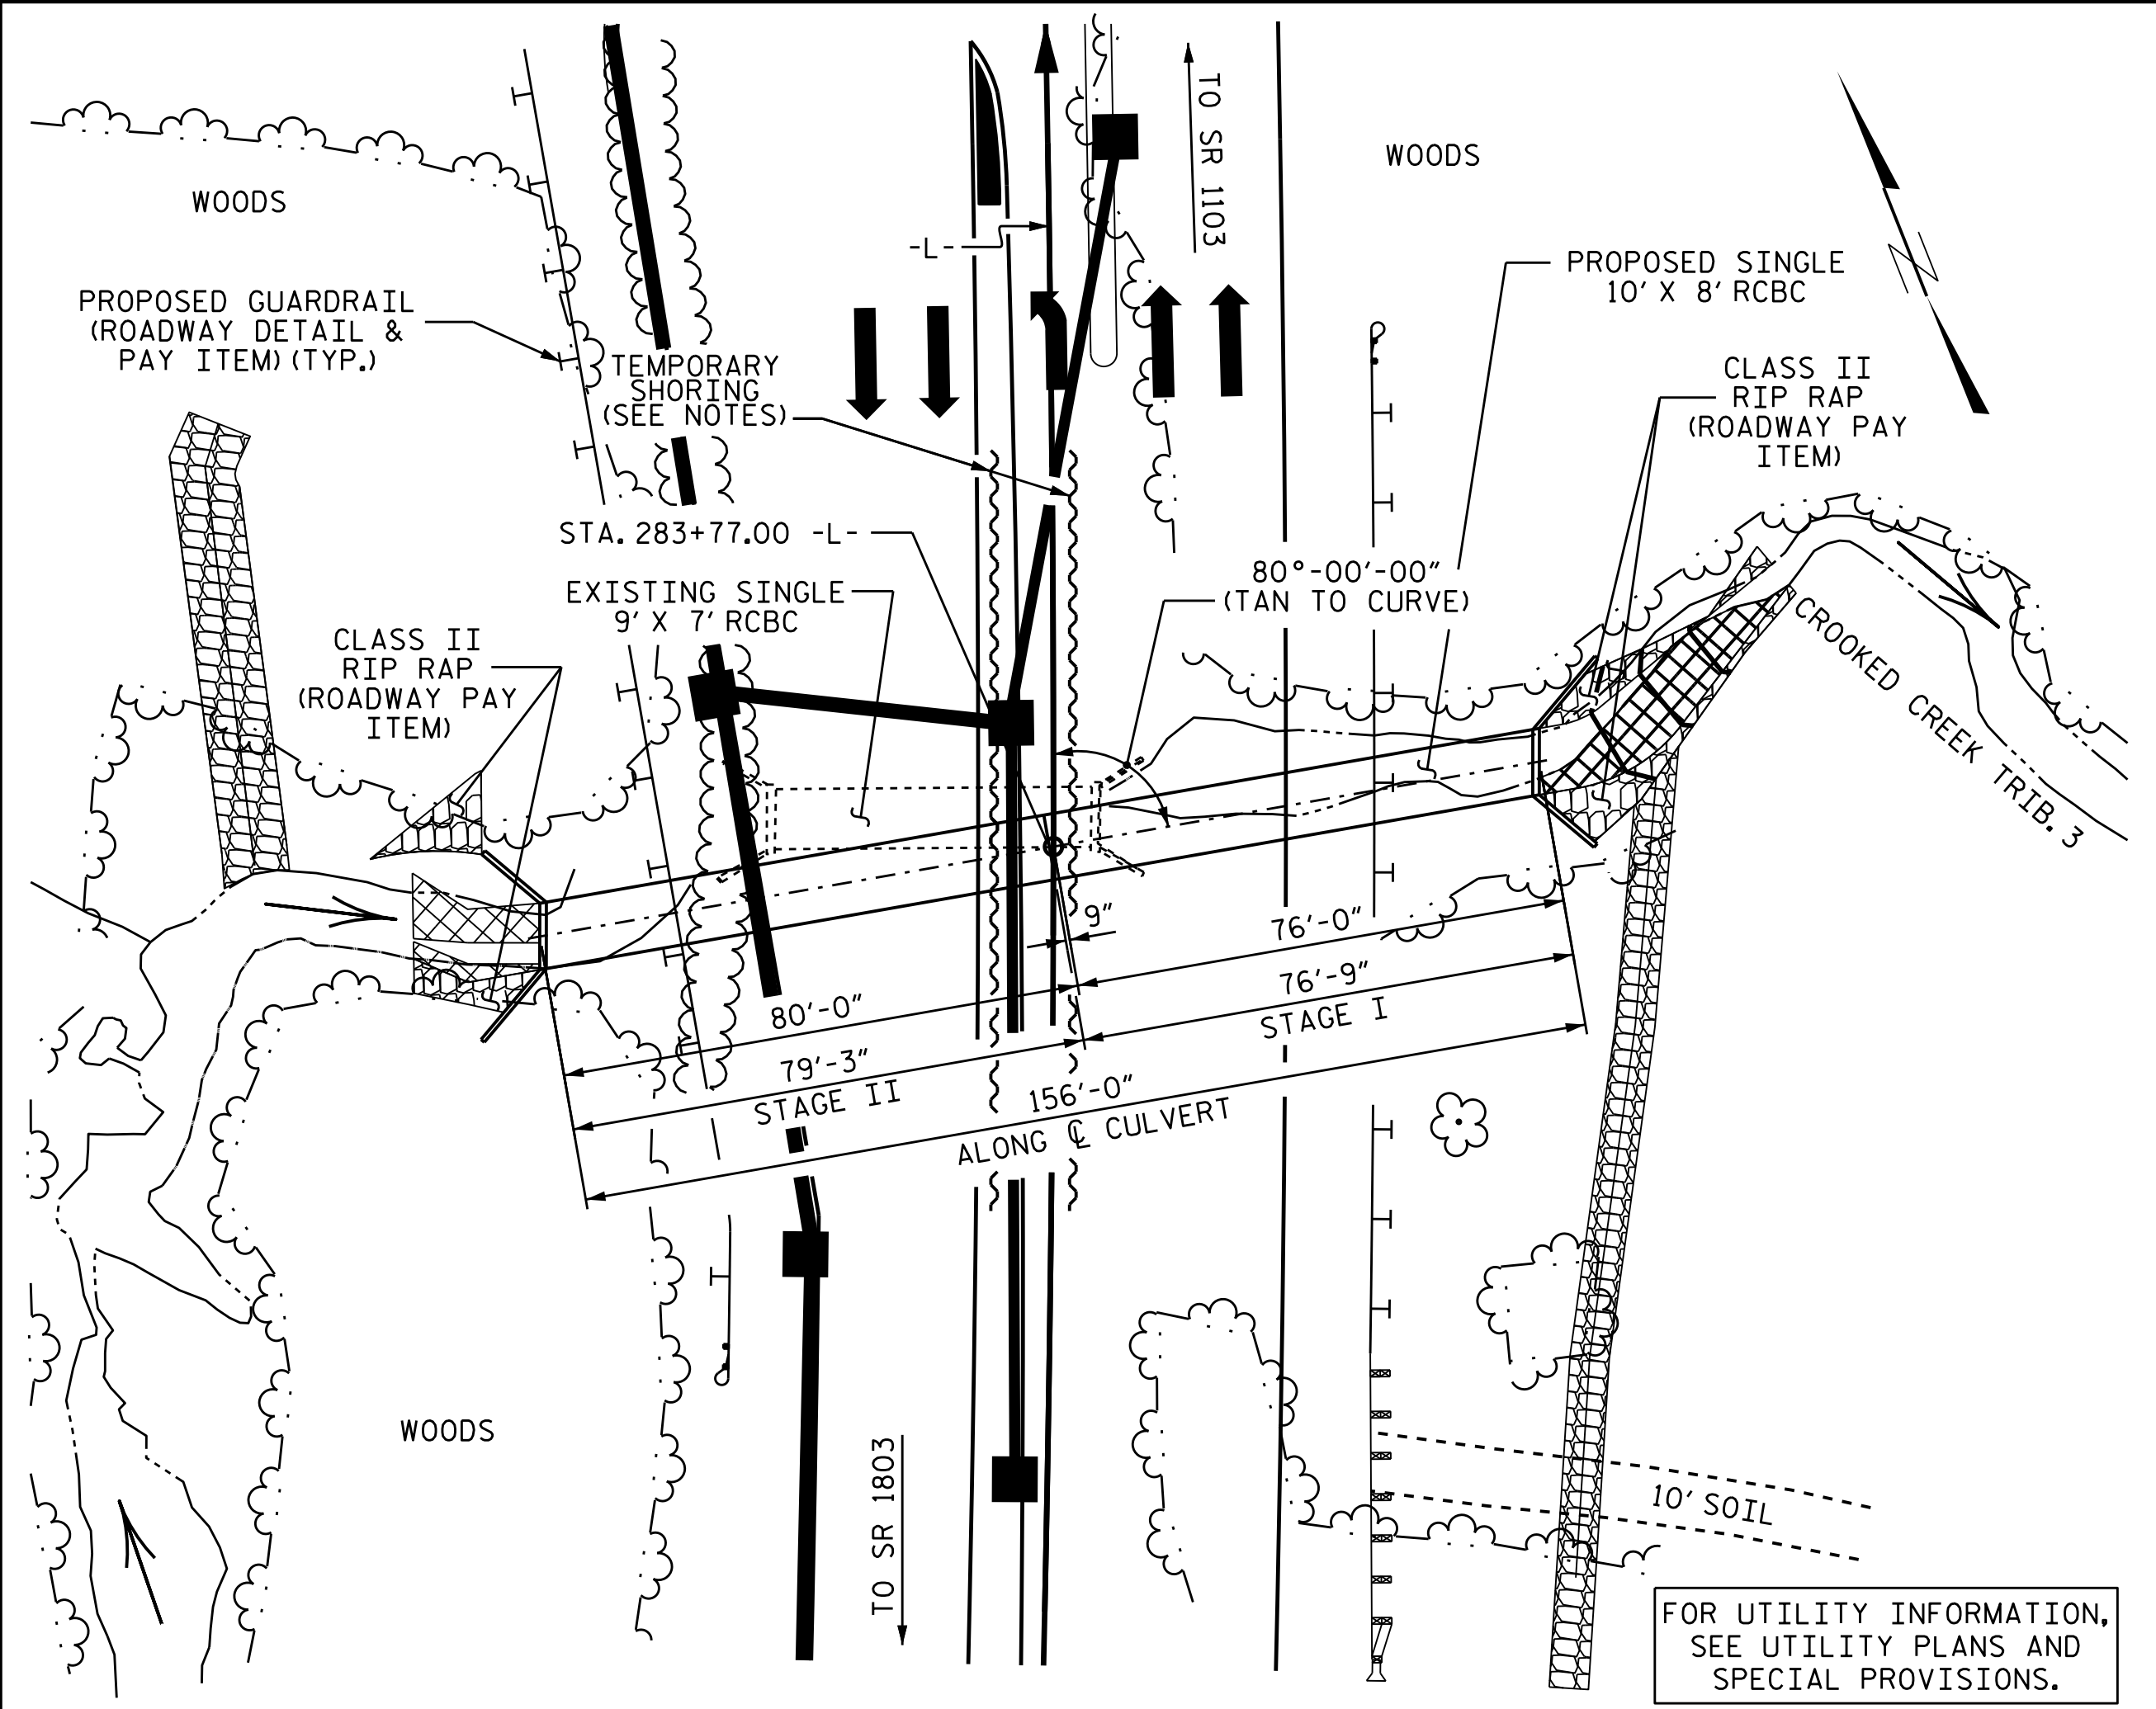 TO SR 1103
WOODS
WOODS
-L-
PROPOSED SINGLE
10' X 8' RCBC
PROPOSED GUARDRAIL
(ROADWAY DETAIL &
PAY ITEM) (TYP.)
TEMPORARY
SHORING
(SEE NOTES)
CLASS II
RIP RAP
(ROADWAY PAY
ITEM)
STA. 283+77.00 -L-
80°-00'-00"
(TAN TO CURVE)
EXISTING SINGLE
9' X 7' RCBC
CLASS II
RIP RAP
(ROADWAY PAY
ITEM)
CROOKED CREEK TRIB. 3
9"
76'-0"
80'-0"
76'-9"
STAGE I
79'-3"
STAGE II
156'-0"
ALONG ℄ CULVERT
WOODS
TO SR 1803
10' SOIL
FOR UTILITY INFORMATION,
SEE UTILITY PLANS AND
SPECIAL PROVISIONS.